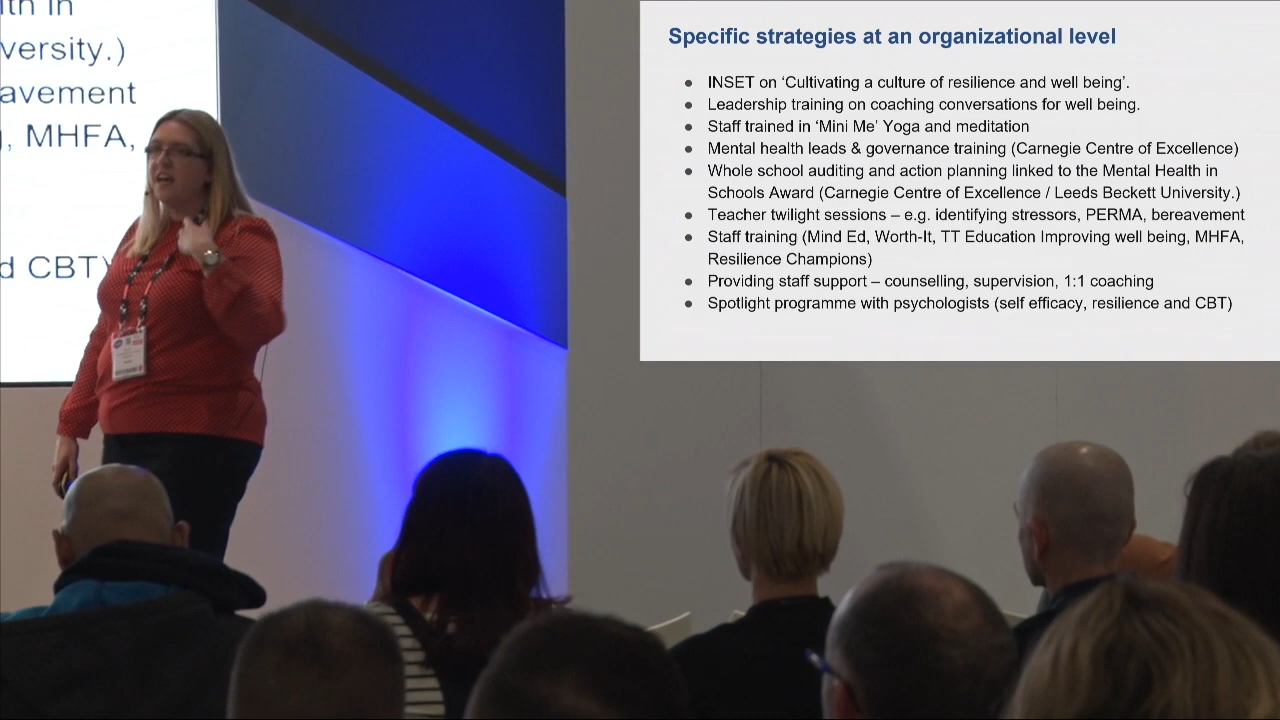 th in
versity.)
avement
, MHFA,
d CBT)
Specific strategies at an organizational level
INSET on ‘Cultivating a culture of resilience and well being’.
Leadership training on coaching conversations for well being.
Staff trained in ‘Mini Me’ Yoga and meditation
Mental health leads & governance training (Carnegie Centre of Excellence)
Whole school auditing and action planning linked to the Mental Health in
Schools Award (Carnegie Centre of Excellence / Leeds Beckett University.)
Teacher twilight sessions – e.g. identifying stressors, PERMA, bereavement
Staff training (Mind Ed, Worth-It, TT Education Improving well being, MHFA,
Resilience Champions)
Providing staff support – counselling, supervision, 1:1 coaching
Spotlight programme with psychologists (self efficacy, resilience and CBT)